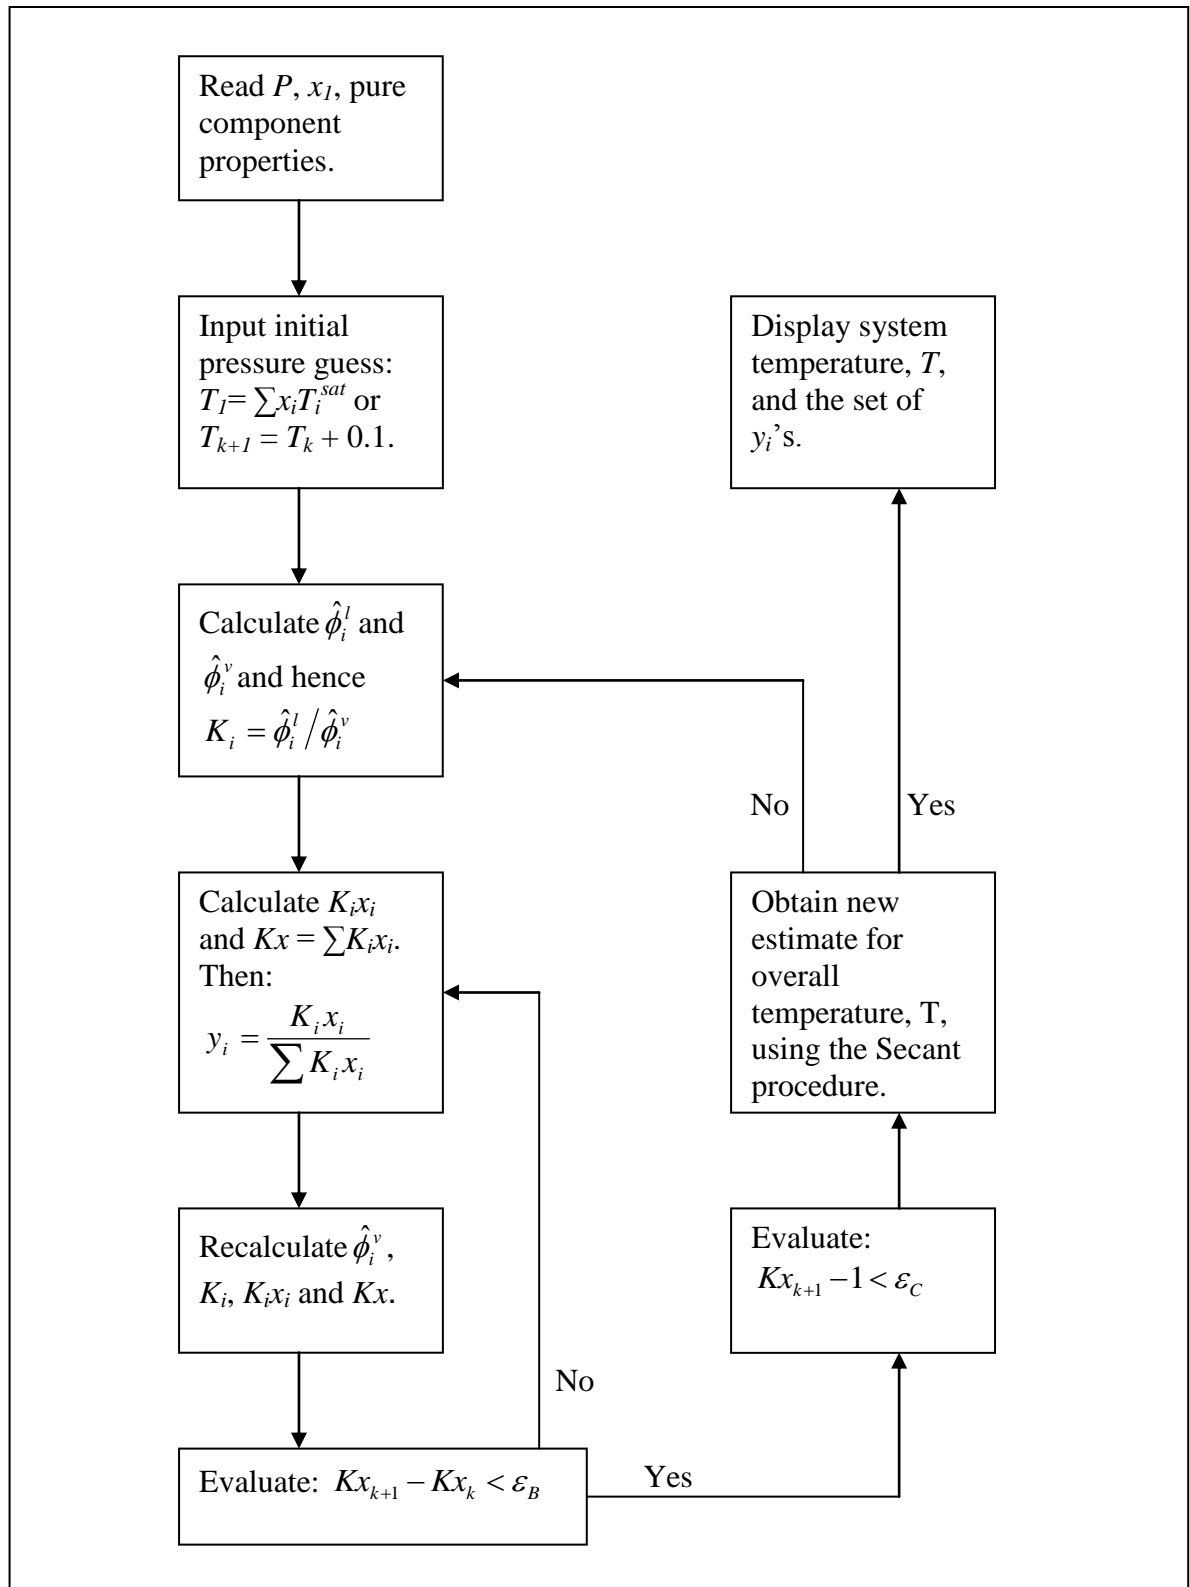 Read P, x₁, pure
component
properties.
Input initial
pressure guess:
T₁= ∑xᵢTᵢˢᵃᵗ or
Tₖ₊₁ = Tₖ + 0.1.
Calculate φ̂ᵢˡ and
φ̂ᵢᵛ and hence
Kᵢ = φ̂ᵢˡ / φ̂ᵢᵛ
Calculate Kᵢxᵢ
and Kx = ∑Kᵢxᵢ.
Then:
yᵢ = Kᵢxᵢ / ∑Kᵢxᵢ
Recalculate φ̂ᵢᵛ,
Kᵢ, Kᵢxᵢ and Kx.
Evaluate: Kxₖ₊₁ − Kxₖ < ε_B
No
Yes
Evaluate:
Kxₖ₊₁ − 1 < ε_C
Obtain new
estimate for
overall
temperature, T,
using the Secant
procedure.
No
Yes
Display system
temperature, T,
and the set of
yᵢ’s.